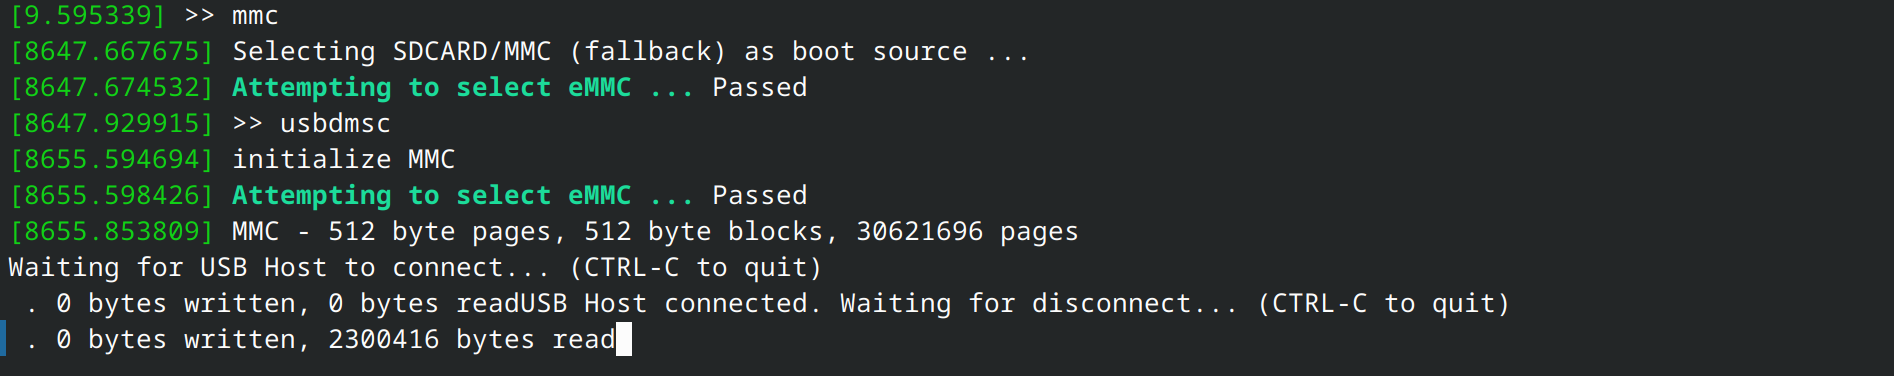 [9.595339] >> mmc
[8647.667675] Selecting SDCARD/MMC (fallback) as boot source ...
[8647.674532] Attempting to select eMMC ... Passed
[8647.929915] >> usbdmsc
[8655.594694] initialize MMC
[8655.598426] Attempting to select eMMC ... Passed
[8655.853809] MMC - 512 byte pages, 512 byte blocks, 30621696 pages
Waiting for USB Host to connect... (CTRL-C to quit)
. 0 bytes written, 0 bytes readUSB Host connected. Waiting for disconnect... (CTRL-C to quit)
. 0 bytes written, 2300416 bytes read